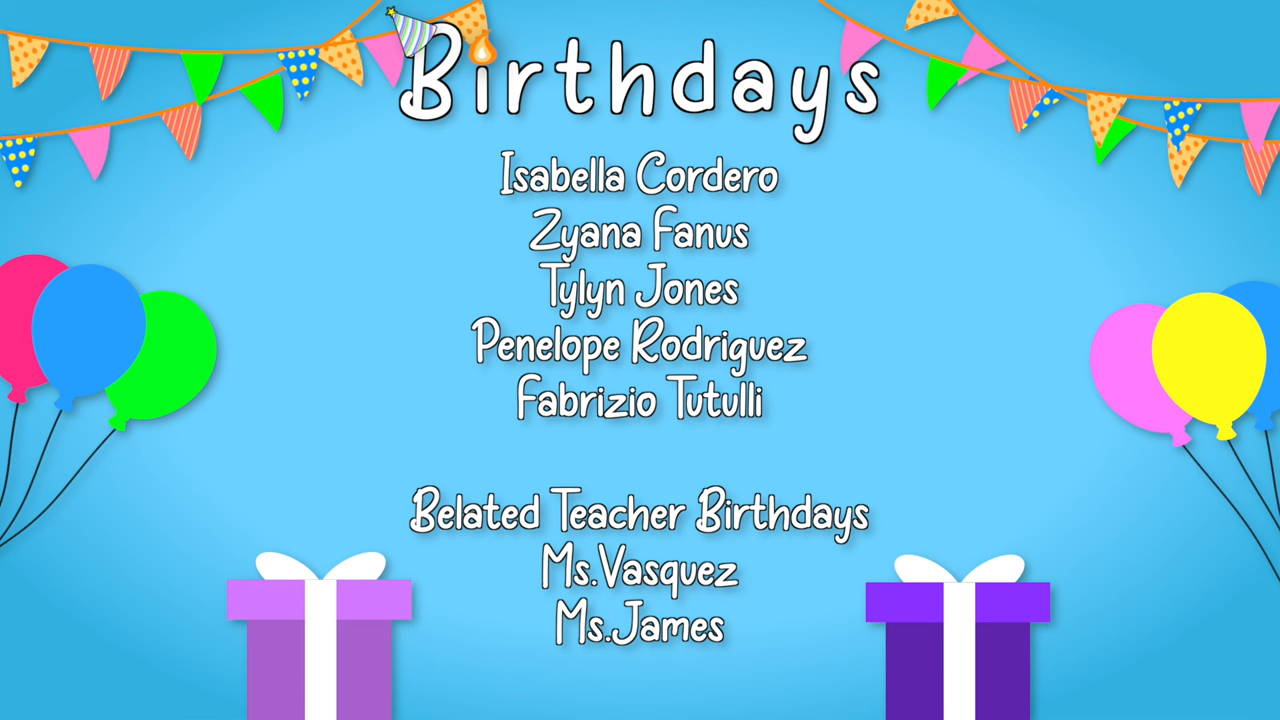 Birthdays
Isabella Cordero
Zyana Fanus
Tylyn Jones
Penelope Rodriguez
Fabrizio Tutulli
Belated Teacher Birthdays
Ms.Vasquez
Ms.James